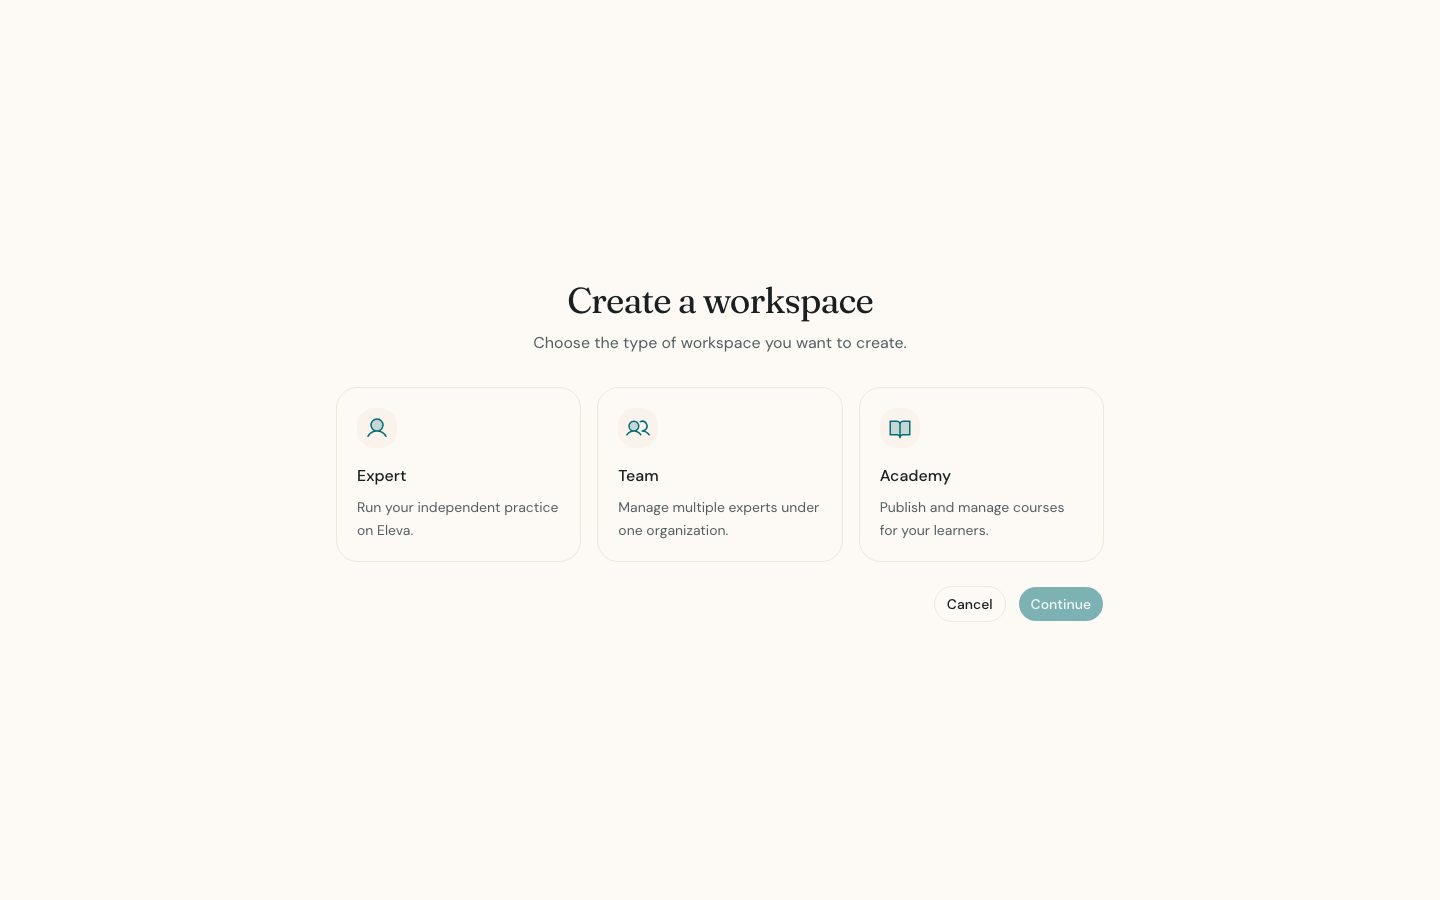 Create a workspace
Choose the type of workspace you want to create.
Expert
Run your independent practice
on Eleva.
Team
Manage multiple experts under
one organization.
Academy
Publish and manage courses
for your learners.
Cancel
Continue